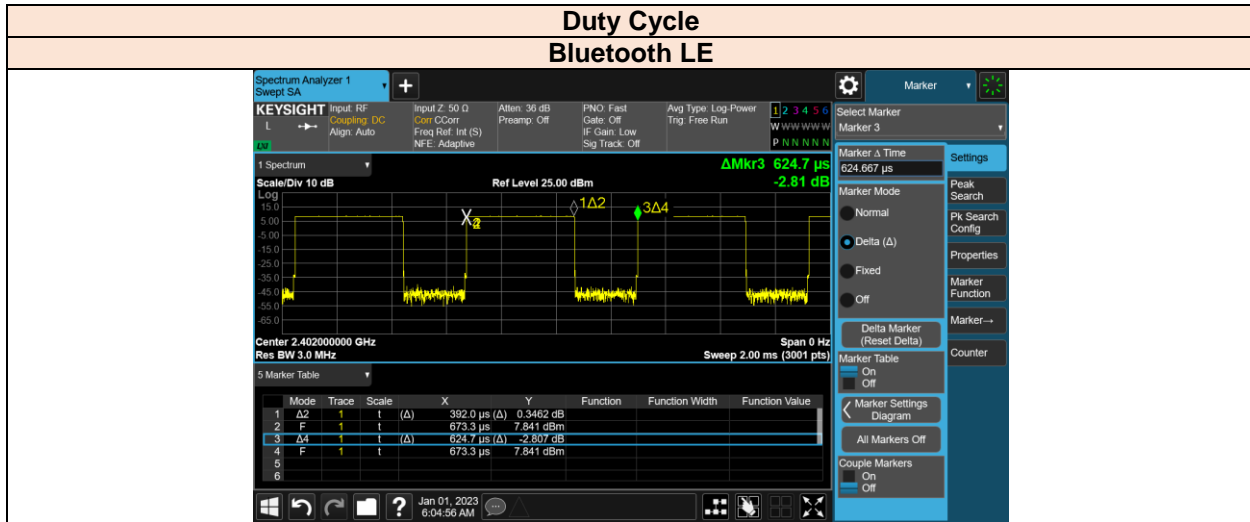 Duty Cycle
Bluetooth LE
Spectrum Analyzer 1
Swept SA
+
Marker
KEYSIGHT
L
LXI
Input: RF
Coupling: DC
Align: Auto
Input Z: 50 Ω
Corr CCorr
Freq Ref: Int (S)
NFE: Adaptive
Atten: 36 dB
Preamp: Off
PNO: Fast
Gate: Off
IF Gain: Low
Sig Track: Off
Avg Type: Log-Power
Trig: Free Run
1 2 3 4 5 6
W W W W W W
P N N N N N
1 Spectrum
ΔMkr3 624.7 µs
-2.81 dB
Scale/Div 10 dB
Ref Level 25.00 dBm
Log
15.0
5.00
-5.00
-15.0
-25.0
-35.0
-45.0
-55.0
-65.0
1Δ2
3Δ4
Center 2.402000000 GHz
Span 0 Hz
Res BW 3.0 MHz
Sweep 2.00 ms (3001 pts)
5 Marker Table
Mode Trace Scale X Y Function Function Width Function Value
1 Δ2 1 t (Δ) 392.0 µs (Δ) 0.3462 dB
2 F 1 t 673.3 µs 7.841 dBm
3 Δ4 1 t (Δ) 624.7 µs (Δ) -2.807 dB
4 F 1 t 673.3 µs 7.841 dBm
5
6
?
Jan 01, 2023
6:04:56 AM
Select Marker
Marker 3
Marker Δ Time
624.667 µs
Marker Mode
Normal
Delta (Δ)
Fixed
Off
Delta Marker
(Reset Delta)
Marker Table
On
Off
Marker Settings
Diagram
All Markers Off
Couple Markers
On
Off
Settings
Peak
Search
Pk Search
Config
Properties
Marker
Function
Marker→
Counter